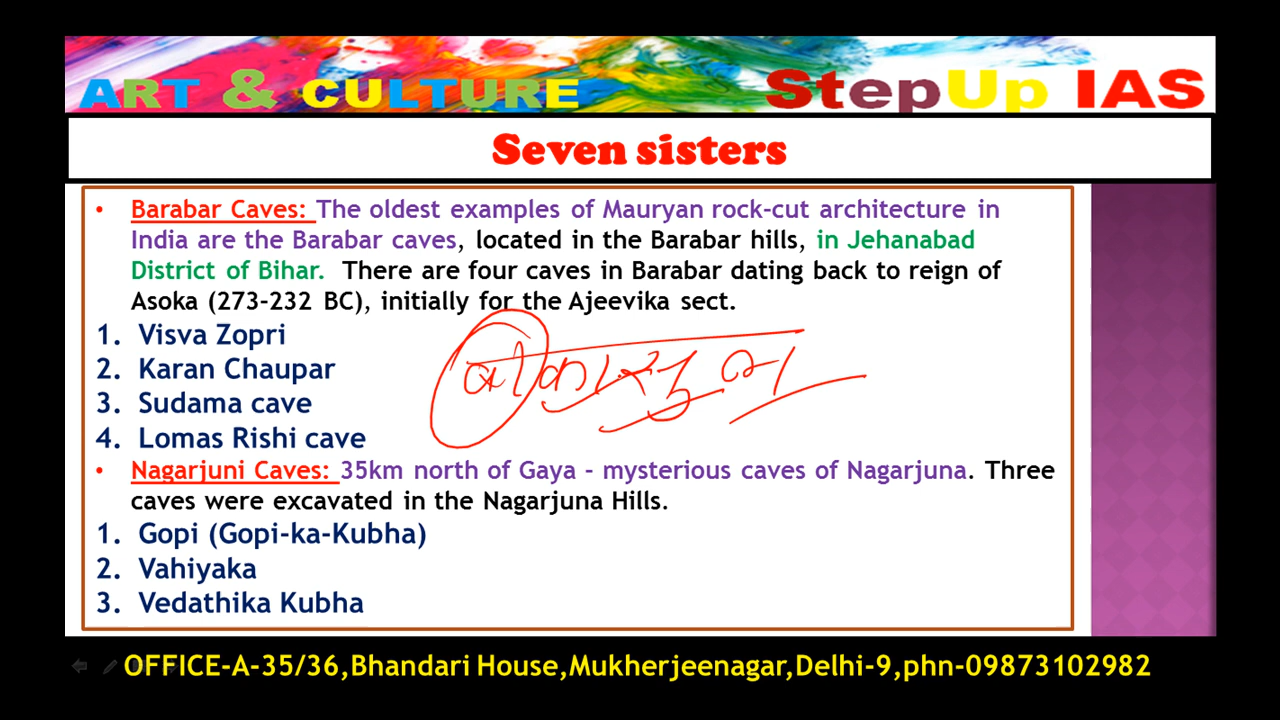 ART & CULTURE
StepUp IAS
Seven sisters
• Barabar Caves: The oldest examples of Mauryan rock-cut architecture in
India are the Barabar caves, located in the Barabar hills, in Jehanabad
District of Bihar. There are four caves in Barabar dating back to reign of
Asoka (273-232 BC), initially for the Ajeevika sect.
1. Visva Zopri
2. Karan Chaupar
3. Sudama cave
4. Lomas Rishi cave
• Nagarjuni Caves: 35km north of Gaya - mysterious caves of Nagarjuna. Three
caves were excavated in the Nagarjuna Hills.
1. Gopi (Gopi-ka-Kubha)
2. Vahiyaka
3. Vedathika Kubha
OFFICE-A-35/36,Bhandari House,Mukherjeenagar,Delhi-9,phn-09873102982